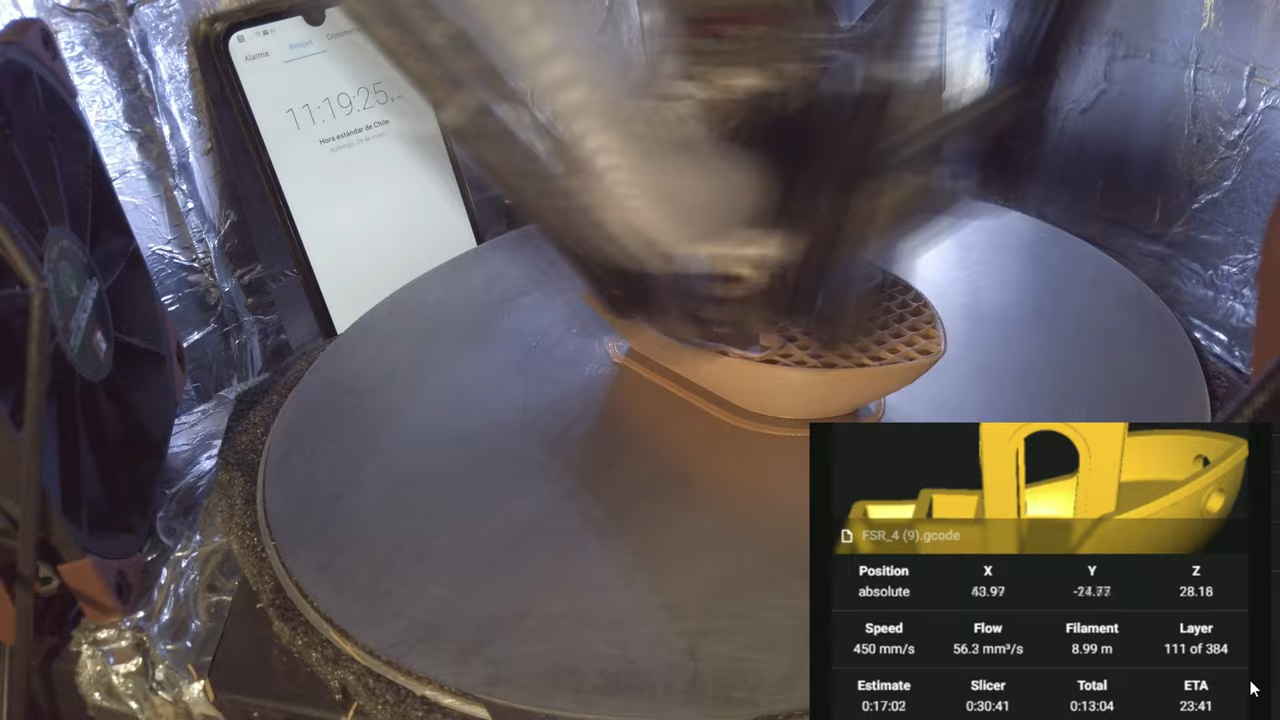 Alarma Reloj
11:19:25 p.m.
Hora estándar de Chile
FSR_4 (9).gcode
Position X Y Z
absolute 43.97 28.18
Speed Flow Filament Layer
450 mm/s 56.3 mm³/s 8.99 m 111 of 384
Estimate Slicer Total ETA
0:17:02 0:30:41 0:13:04 23:41